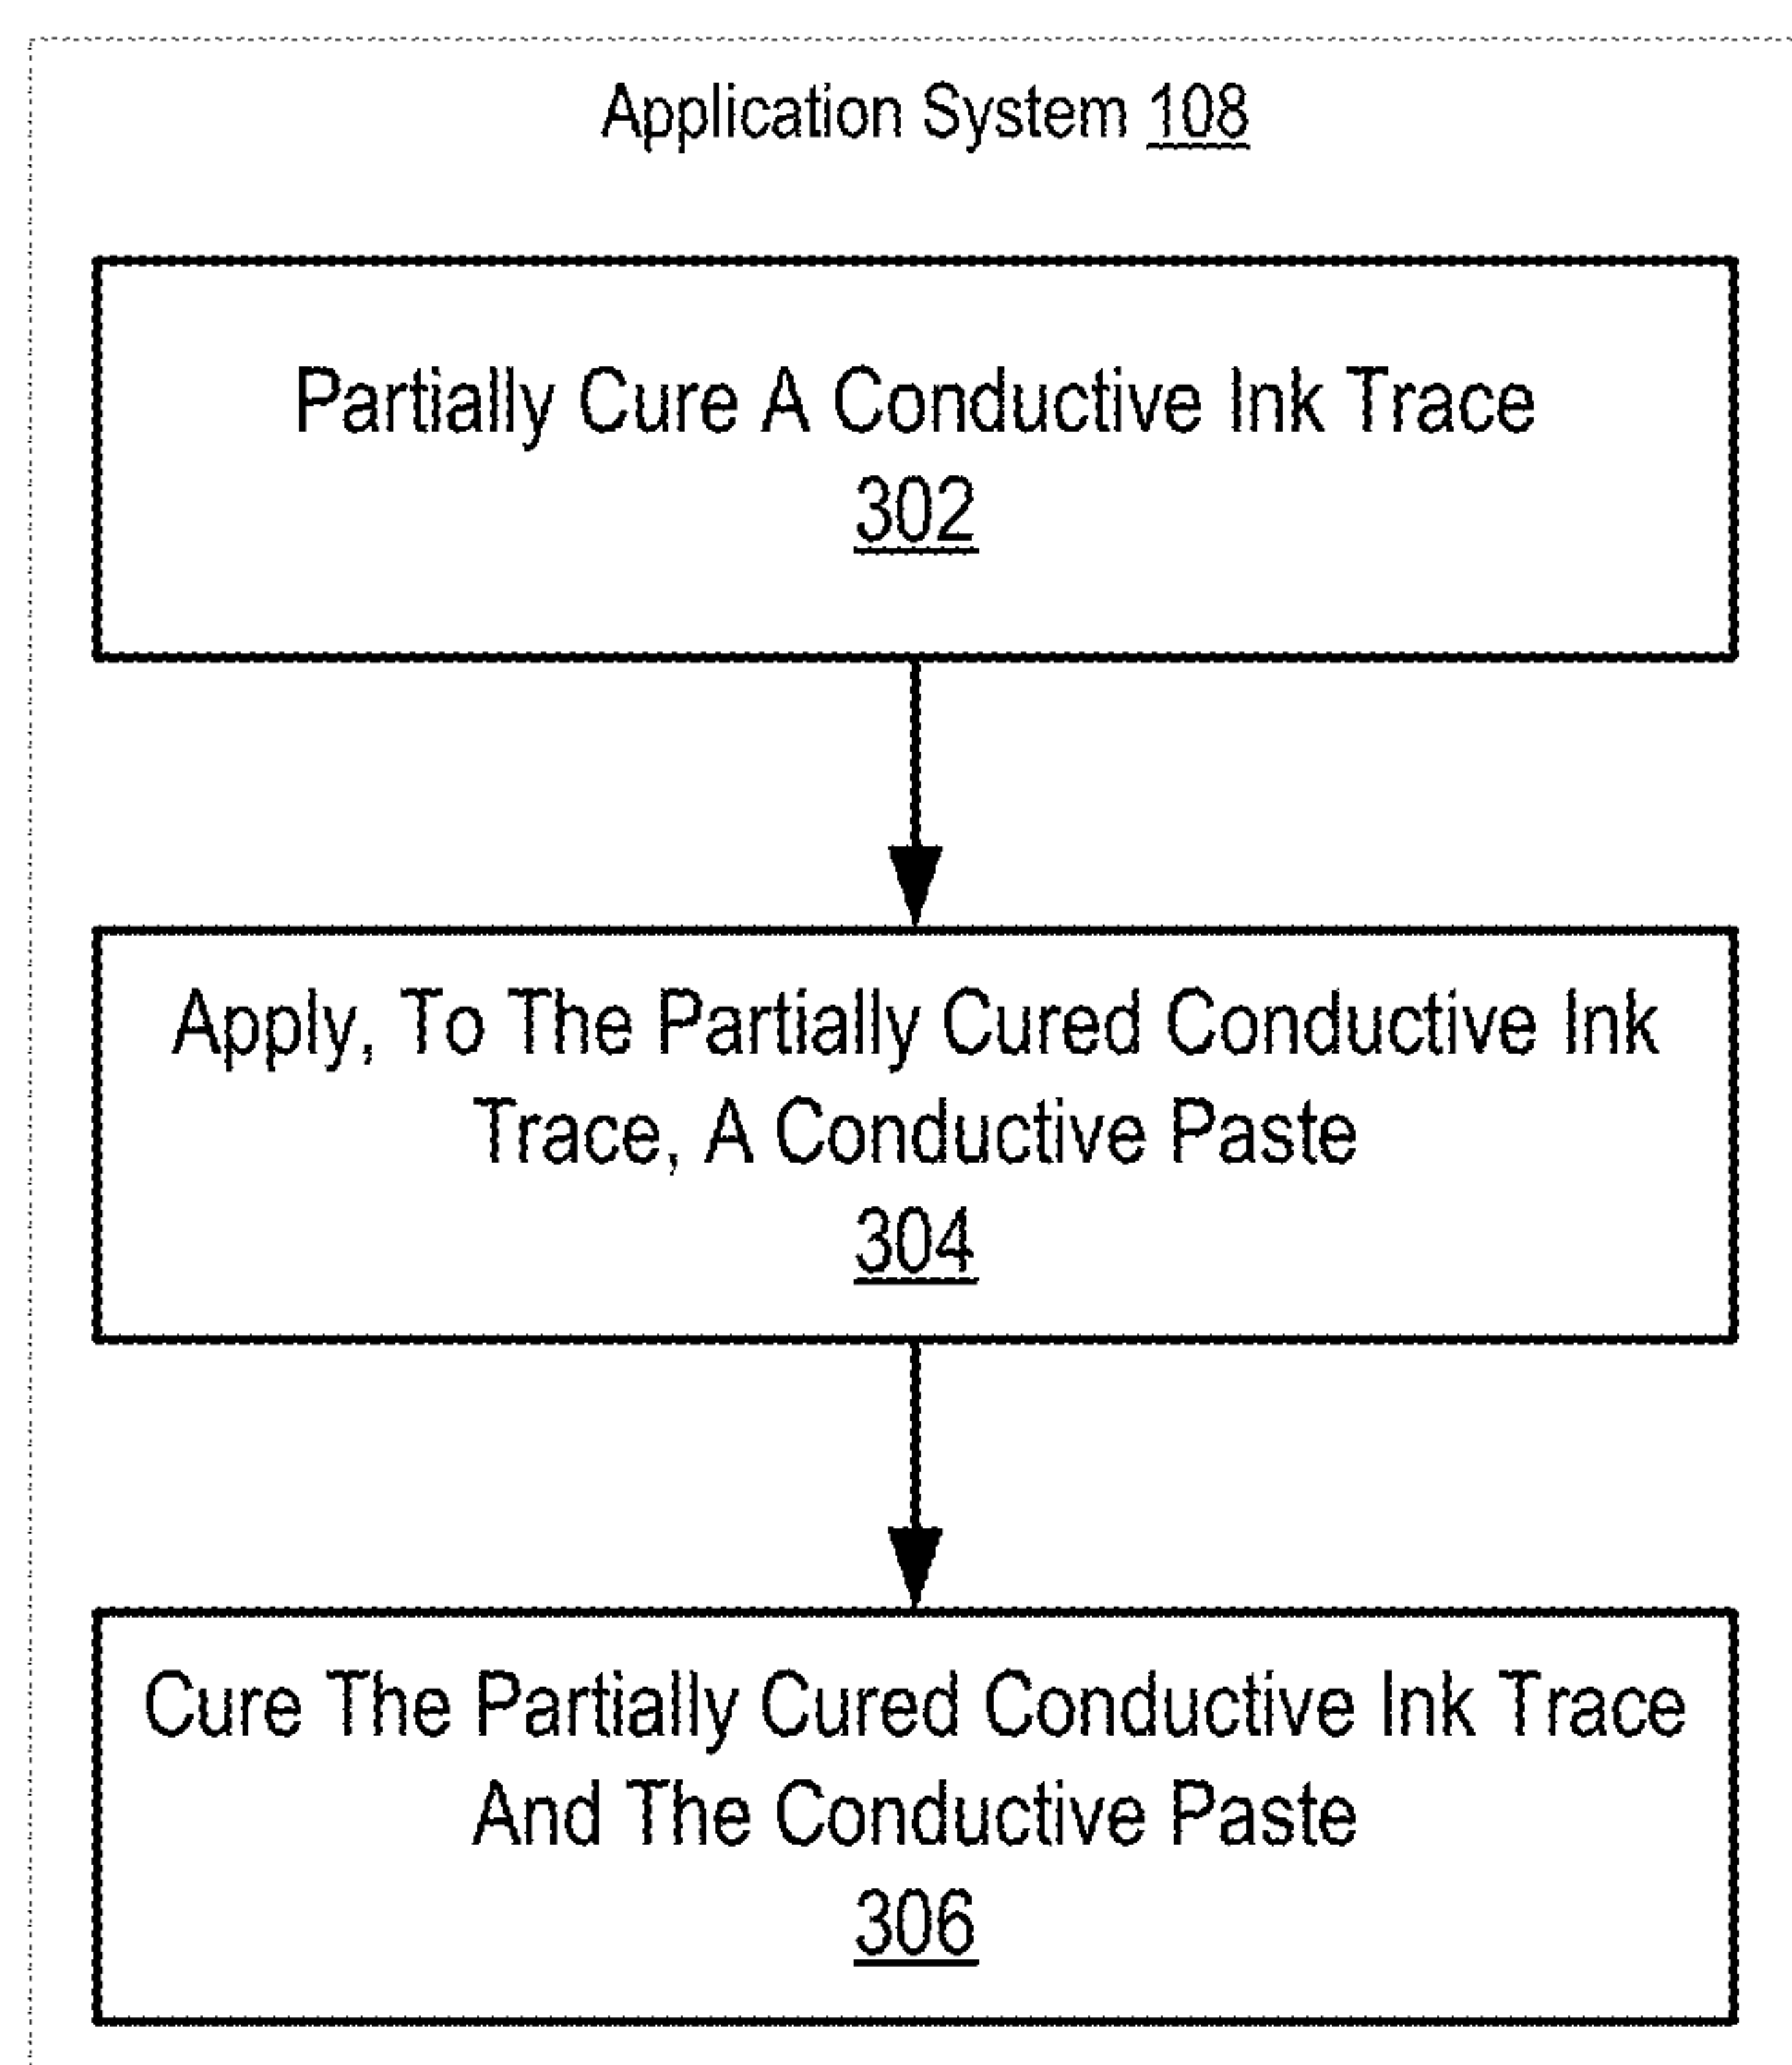 Application System 108
Partially Cure A Conductive Ink Trace
302
Apply, To The Partially Cured Conductive Ink
Trace, A Conductive Paste
304
Cure The Partially Cured Conductive Ink Trace
And The Conductive Paste
306